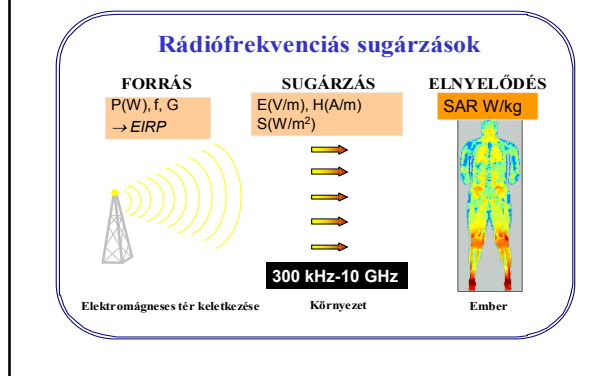 Rádiófrekvenciás sugárzások
FORRÁS
P(W), f, G
→ EIRP
SUGÁRZÁS
E(V/m), H(A/m)
S(W/m²)
ELNYELŐDÉS
SAR W/kg
300 kHz-10 GHz
Elektromágneses tér keletkezése
Környezet
Ember